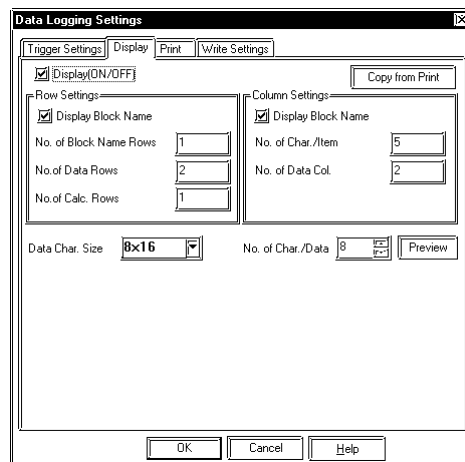 Data Logging Settings
Trigger Settings Display Print Write Settings
Display(ON/OFF) Copy from Print
Row Settings Column Settings
Display Block Name Display Block Name
No. of Block Name Rows 1 No. of Char./Item 5
No.of Data Rows 2 No. of Data Col. 2
No.of Calc. Rows 1
Data Char. Size 8×16 No. of Char./Data 8 Preview
OK Cancel Help